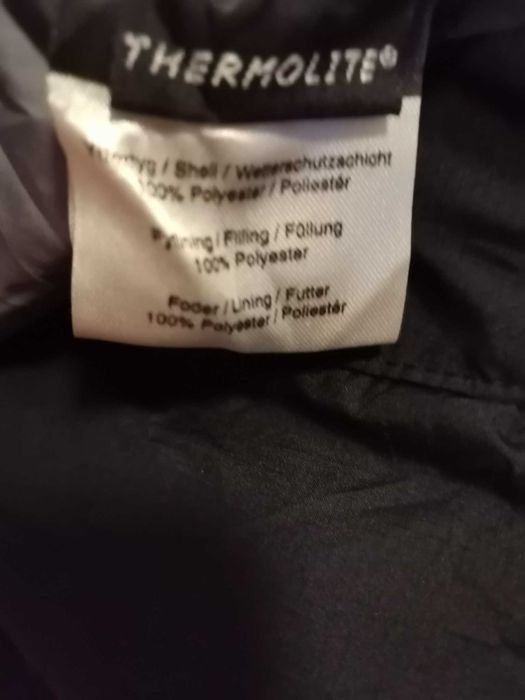 THERMOLITE®
/ Shell / Wetterschutzschicht
100% Polyester / Poliestér
/ Filling / Füllung
100% Polyester
Foder / Lining / Futter
100% Polyester / Poliestér